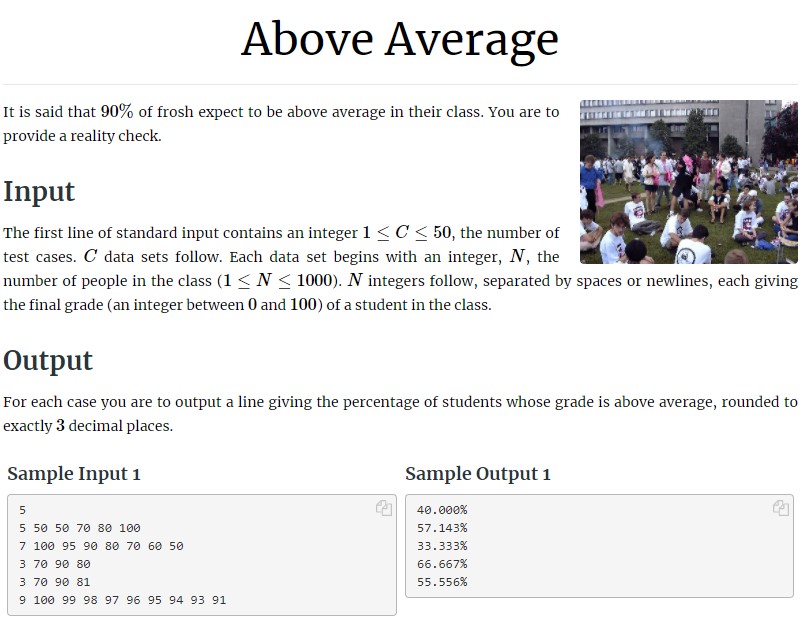 Above Average
It is said that 90% of frosh expect to be above average in their class. You are to
provide a reality check.
Input
The first line of standard input contains an integer 1 ≤ C ≤ 50, the number of
test cases. C data sets follow. Each data set begins with an integer, N, the
number of people in the class (1 ≤ N ≤ 1000). N integers follow, separated by spaces or newlines, each giving
the final grade (an integer between 0 and 100) of a student in the class.
Output
For each case you are to output a line giving the percentage of students whose grade is above average, rounded to
exactly 3 decimal places.
Sample Input 1
5
5 50 50 70 80 100
7 100 95 90 80 70 60 50
3 70 90 80
3 70 90 81
9 100 99 98 97 96 95 94 93 91
Sample Output 1
40.000%
57.143%
33.333%
66.667%
55.556%